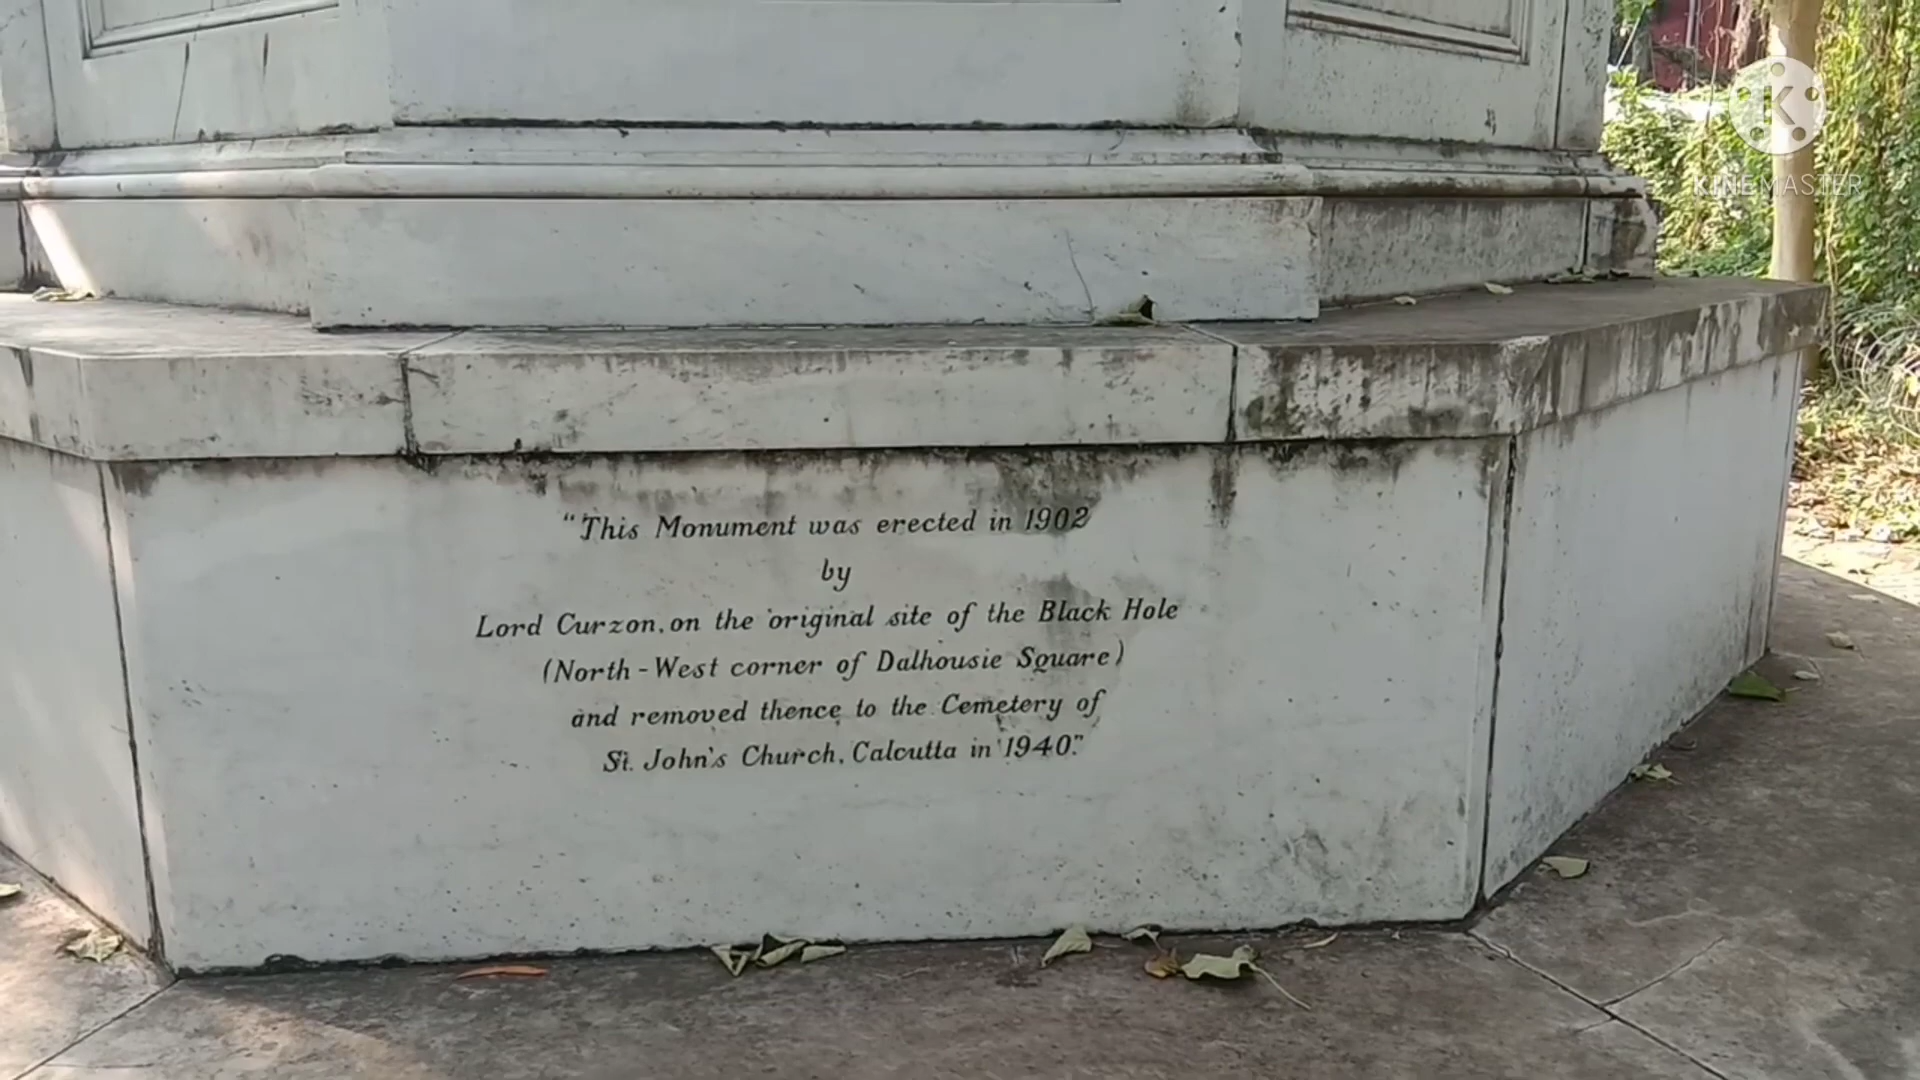 K
KINEMASTER
"This Monument was erected in 1902
by
Lord Curzon, on the original site of the Black Hole
(North-West corner of Dalhousie Square)
and removed thence to the Cemetery of
St. John's Church, Calcutta in 1940."